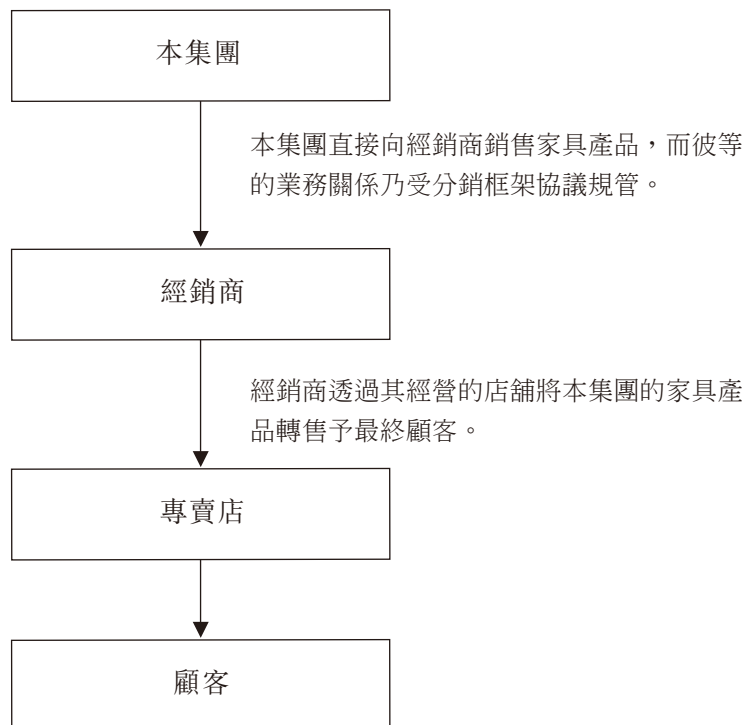 本集團
本集團直接向經銷商銷售家具產品，而彼等
的業務關係乃受分銷框架協議規管。
經銷商
經銷商透過其經營的店舖將本集團的家具產
品轉售予最終顧客。
專賣店
顧客